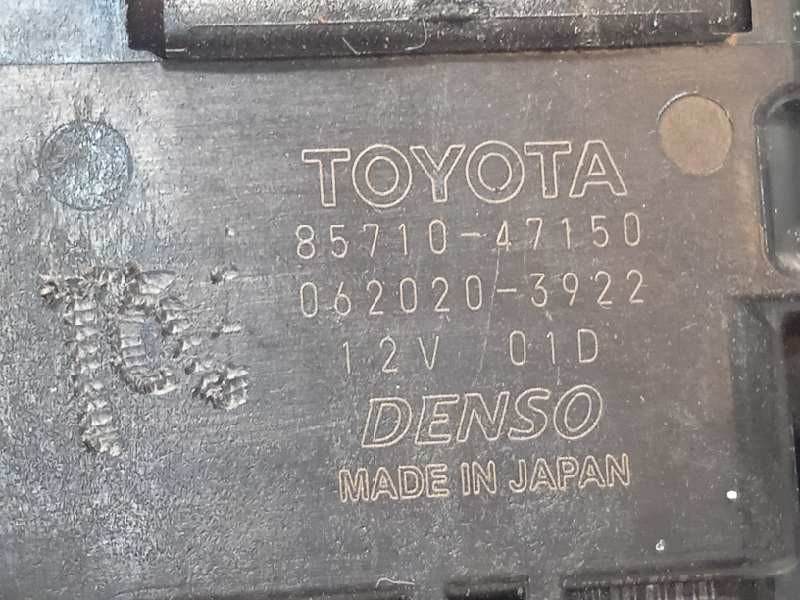 TOYOTA
85710-47150
062020-3922
12V 01D
DENSO
MADE IN JAPAN